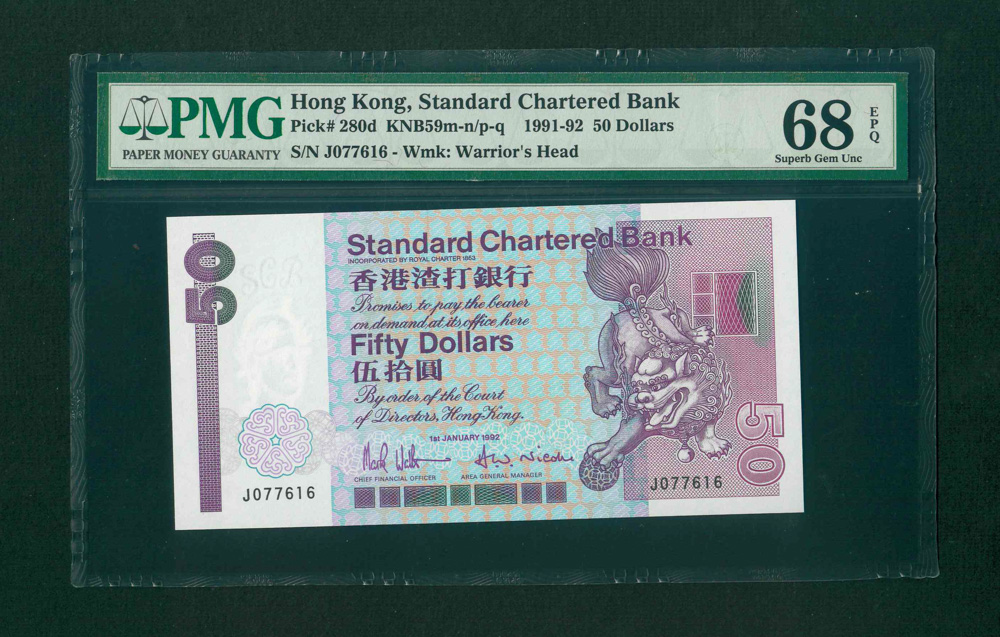 PMG
PAPER MONEY GUARANTY
Hong Kong, Standard Chartered Bank
Pick# 280d KNB59m-n/p-q 1991-92 50 Dollars
S/N J077616 - Wmk: Warrior's Head
68
EPQ
Superb Gem Unc
50
Standard Chartered Bank
INCORPORATED BY ROYAL CHARTER 1853
香港渣打銀行
Promises to pay the bearer
on demand at its office here
Fifty Dollars
伍拾圓
By order of the Court
of Directors, Hong Kong.
1st JANUARY 1992
CHIEF FINANCIAL OFFICER
AREA GENERAL MANAGER
J077616
J077616
50